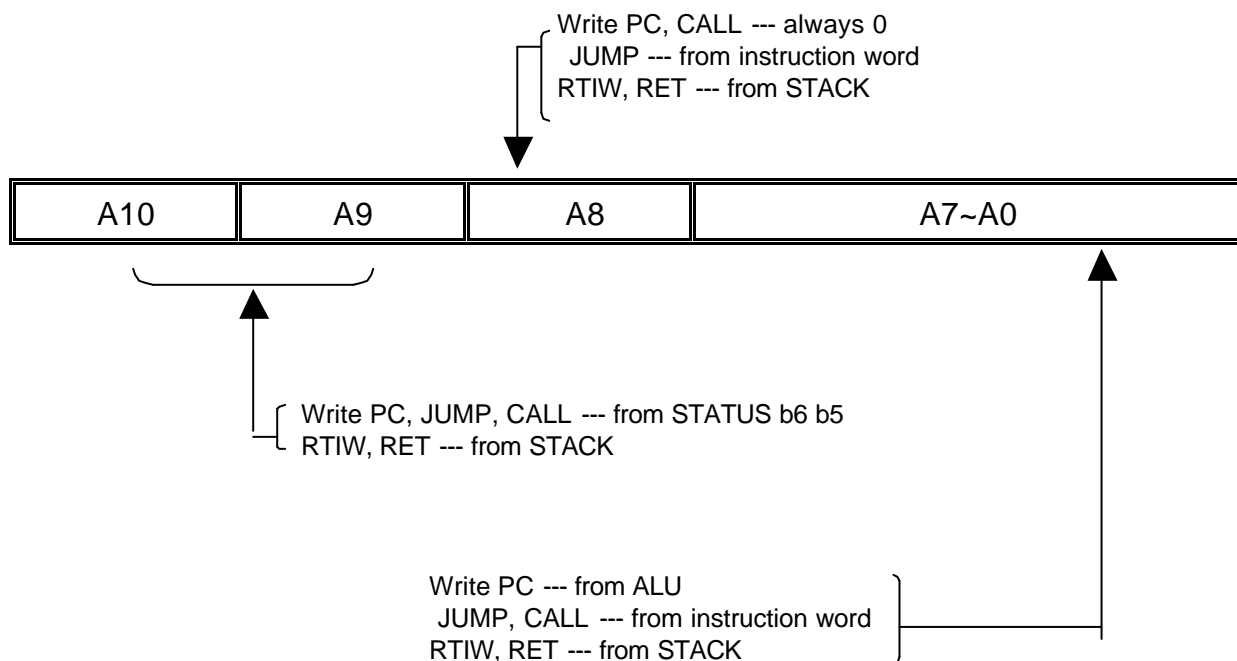 Write PC, CALL --- always 0
JUMP --- from instruction word
RTIW, RET --- from STACK
A10 A9 A8 A7~A0
Write PC, JUMP, CALL --- from STATUS b6 b5
RTIW, RET --- from STACK
Write PC --- from ALU
JUMP, CALL --- from instruction word
RTIW, RET --- from STACK